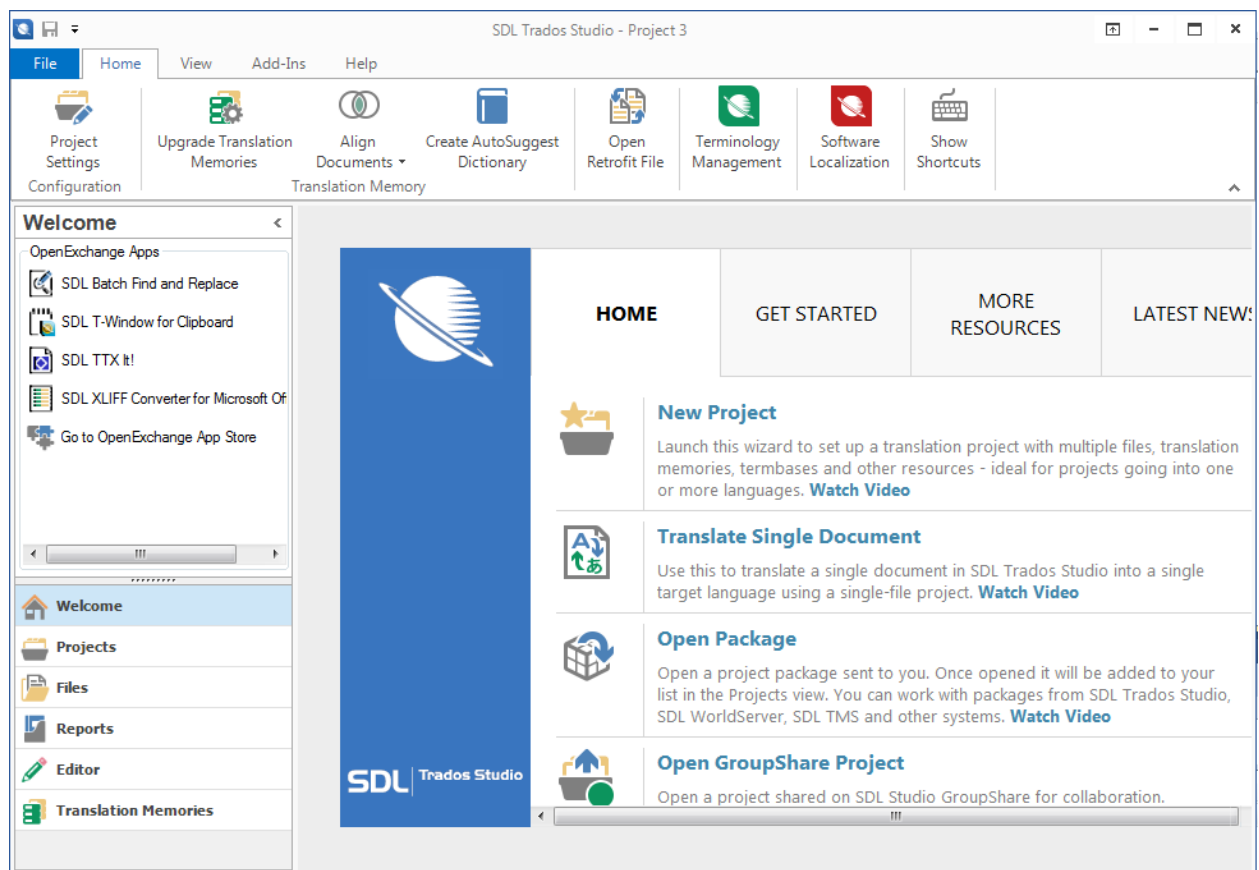 SDL Trados Studio - Project 3
File Home View Add-Ins Help
Project Settings
Upgrade Translation Memories
Align Documents
Create AutoSuggest Dictionary
Open Retrofit File
Terminology Management
Software Localization
Show Shortcuts
Configuration
Translation Memory
Welcome
OpenExchange Apps
SDL Batch Find and Replace
SDL T-Window for Clipboard
SDL TTX It!
SDL XLIFF Converter for Microsoft Of
Go to OpenExchange App Store
Welcome
Projects
Files
Reports
Editor
Translation Memories
HOME
GET STARTED
MORE
RESOURCES
LATEST NEWS
New Project
Launch this wizard to set up a translation project with multiple files, translation
memories, termbases and other resources - ideal for projects going into one
or more languages. Watch Video
Translate Single Document
Use this to translate a single document in SDL Trados Studio into a single
target language using a single-file project. Watch Video
Open Package
Open a project package sent to you. Once opened it will be added to your
list in the Projects view. You can work with packages from SDL Trados Studio,
SDL WorldServer, SDL TMS and other systems. Watch Video
Open GroupShare Project
Open a project shared on SDL Studio GroupShare for collaboration.
SDL Trados Studio